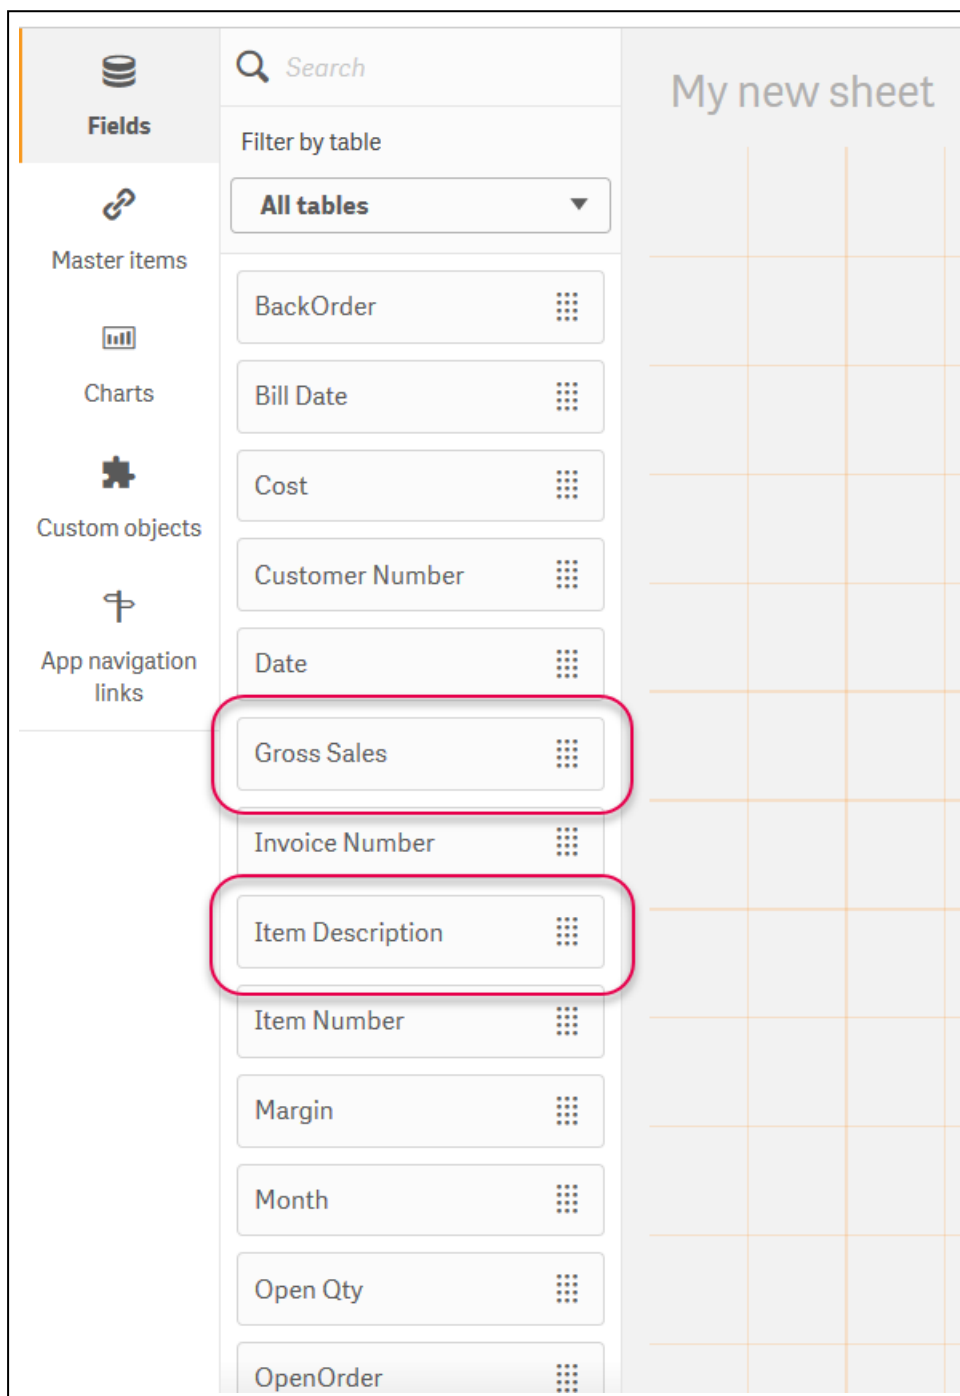 Fields
Master items
Charts
Custom objects
App navigation
links
Search
Filter by table
All tables
BackOrder
Bill Date
Cost
Customer Number
Date
Gross Sales
Invoice Number
Item Description
Item Number
Margin
Month
Open Qty
OpenOrder
My new sheet